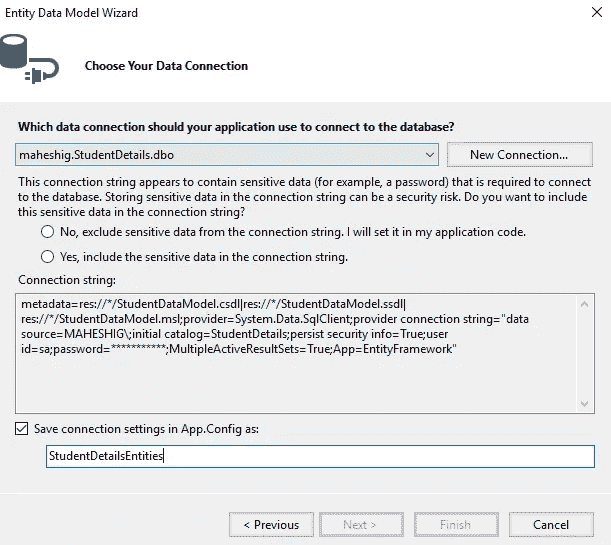 Entity Data Model Wizard
Choose Your Data Connection
Which data connection should your application use to connect to the database?
maheshig.StudentDetails.dbo
New Connection...
This connection string appears to contain sensitive data (for example, a password) that is required to connect
to the database. Storing sensitive data in the connection string can be a security risk. Do you want to include
this sensitive data in the connection string?
No, exclude sensitive data from the connection string. I will set it in my application code.
Yes, include the sensitive data in the connection string.
Connection string:
metadata=res://*/StudentDataModel.csdl|res://*/StudentDataModel.ssdl|
res://*/StudentDataModel.msl;provider=System.Data.SqlClient;provider connection string="data
source=MAHESHIG\;initial catalog=StudentDetails;persist security info=True;user
id=sa;password=***********;MultipleActiveResultSets=True;App=EntityFramework"
Save connection settings in App.Config as:
StudentDetailsEntities
< Previous
Next >
Finish
Cancel